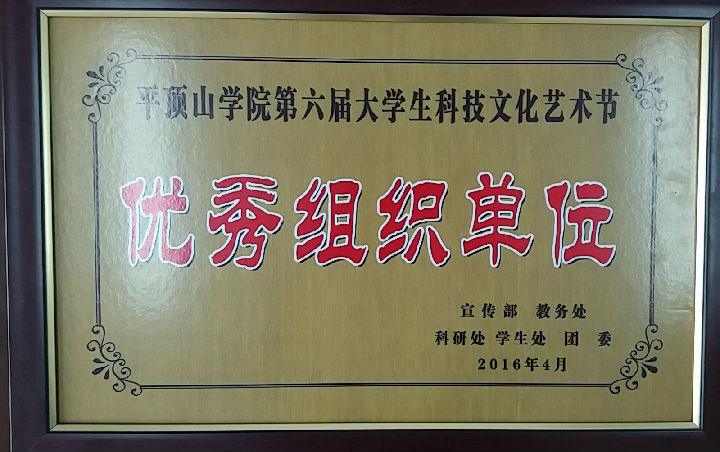 平顶山学院第六届大学生科技文化艺术节
优秀组织单位
宣传部 教务处
科研处 学生处 团 委
2016年4月